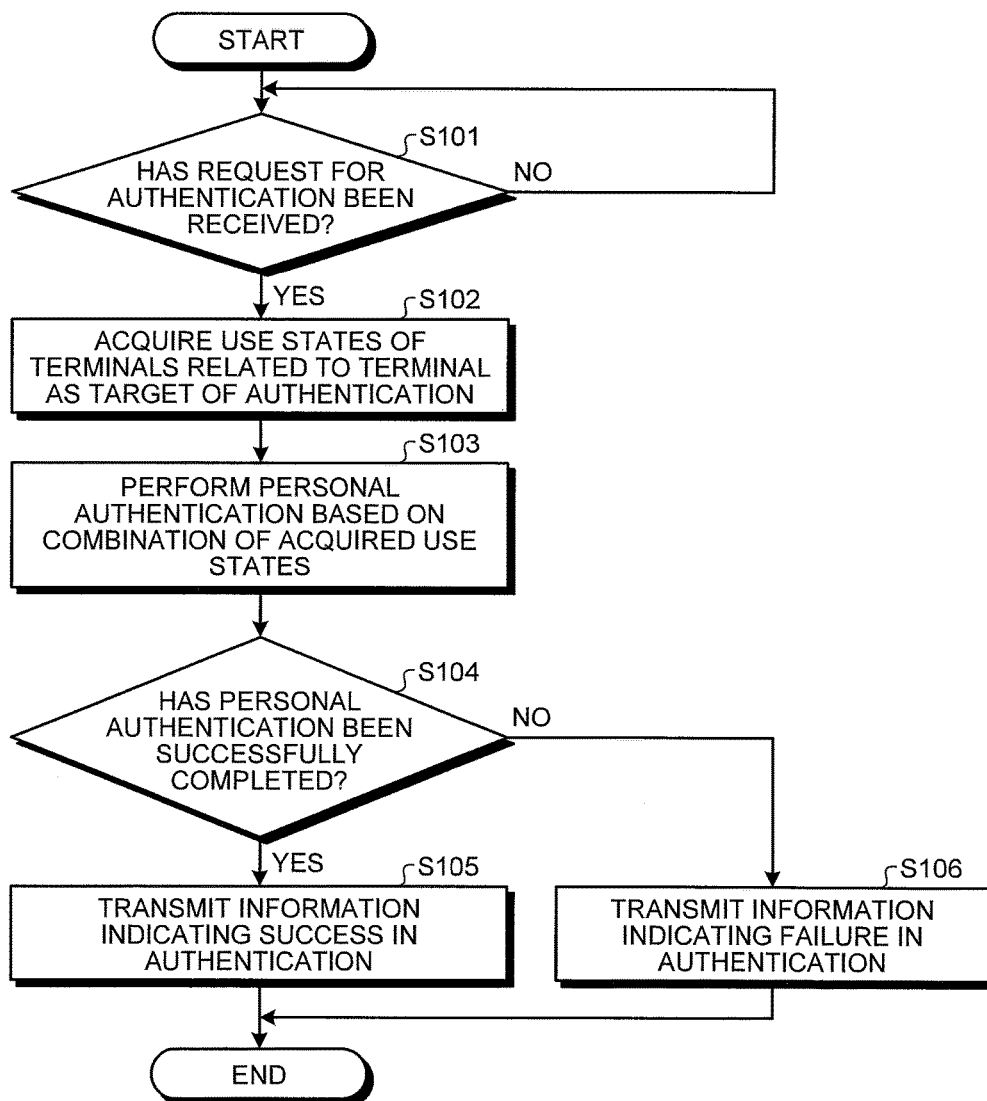 START
S101
HAS REQUEST FOR
AUTHENTICATION BEEN
RECEIVED?
NO
YES
S102
ACQUIRE USE STATES OF
TERMINALS RELATED TO TERMINAL
AS TARGET OF AUTHENTICATION
S103
PERFORM PERSONAL
AUTHENTICATION BASED ON
COMBINATION OF ACQUIRED USE
STATES
S104
HAS PERSONAL
AUTHENTICATION BEEN
SUCCESSFULLY
COMPLETED?
NO
YES
S105
TRANSMIT INFORMATION
INDICATING SUCCESS IN
AUTHENTICATION
S106
TRANSMIT INFORMATION
INDICATING FAILURE IN
AUTHENTICATION
END